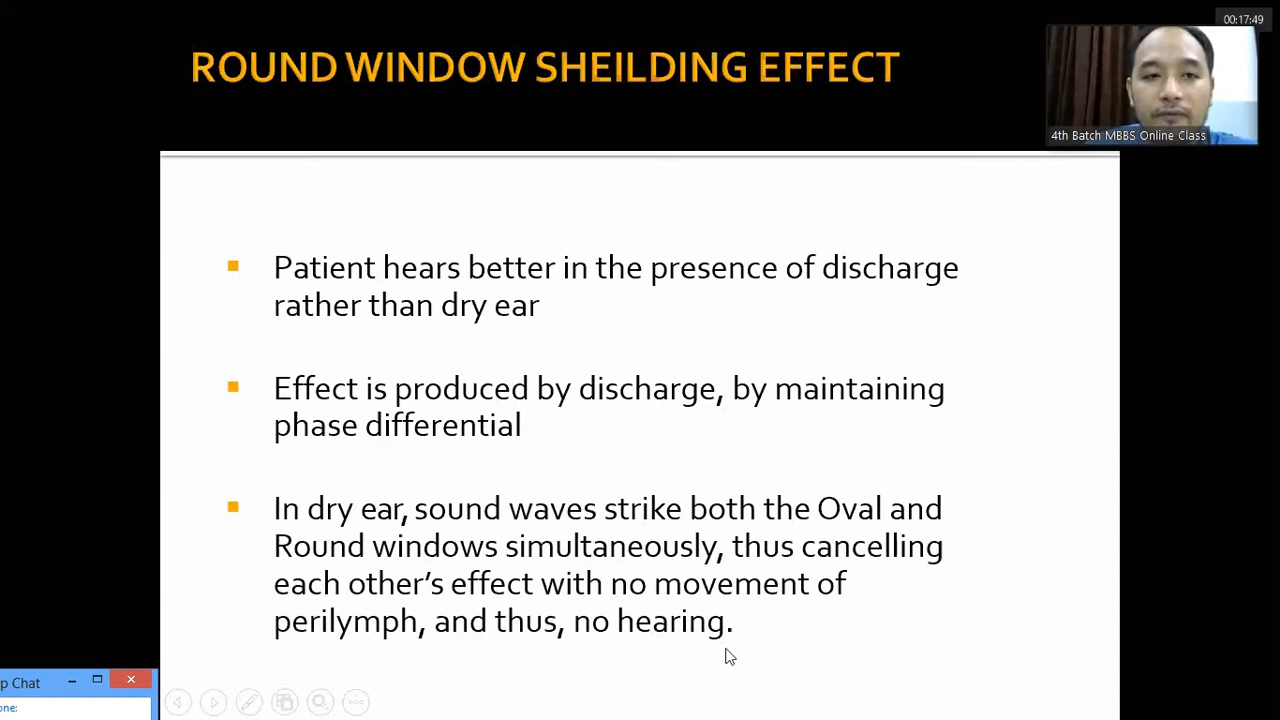 00:17:49
ROUND WINDOW SHEILDING EFFECT
4th Batch MBBS Online Class
Patient hears better in the presence of discharge
rather than dry ear
Effect is produced by discharge, by maintaining
phase differential
In dry ear, sound waves strike both the Oval and
Round windows simultaneously, thus cancelling
each other’s effect with no movement of
perilymph, and thus, no hearing.
p Chat
one: